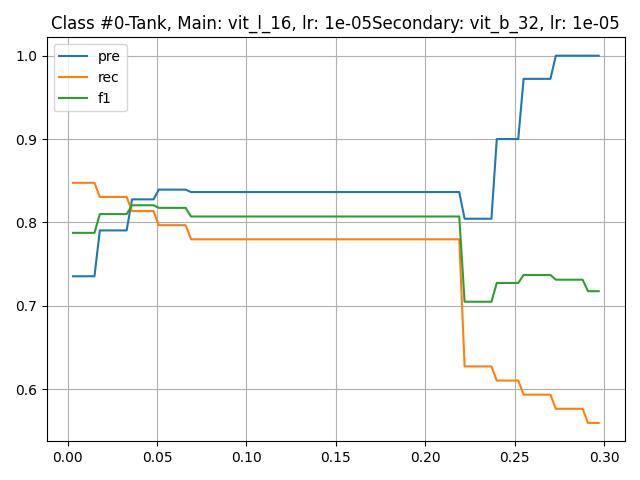 Class #0-Tank, Main: vit_l_16, lr: 1e-05Secondary: vit_b_32, lr: 1e-05
pre
rec
f1
1.0
0.9
0.8
0.7
0.6
0.00 0.05 0.10 0.15 0.20 0.25 0.30